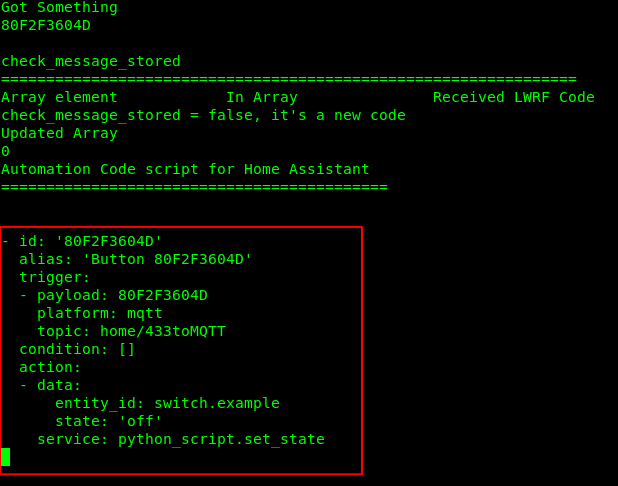 Got Something
80F2F3604D
check_message_stored
================================================================
Array element            In Array               Received LWRF Code
check_message_stored = false, it's a new code
Updated Array
0
Automation Code script for Home Assistant
===========================================
- id: '80F2F3604D'
  alias: 'Button 80F2F3604D'
  trigger:
  - payload: 80F2F3604D
    platform: mqtt
    topic: home/433toMQTT
  condition: []
  action:
  - data:
      entity_id: switch.example
      state: 'off'
    service: python_script.set_state